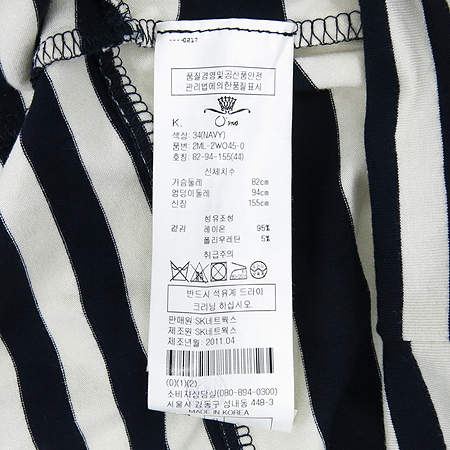 ----0217
품질경영및공산품안전
관리법에의한품질표시
K.
색상: 34(NAVY)
품번: 2ML-2WO45-0
호칭: 82-94-155(44)
신체치수
가슴둘레 82cm
엉덩이둘레 94cm
신장 155cm
섬유조성
겉감 레이온 95%
폴리우레탄 5%
취급주의
반드시 석유계 드라이
크리닝 하십시오
판매원:SK네트웍스
제조원:SK네트웍스
제조년월: 2011.04
(0)(1)(2)
소비자상담실(080-894-0300)
서울시 강동구 성내동 448-3
MADE IN KOREA